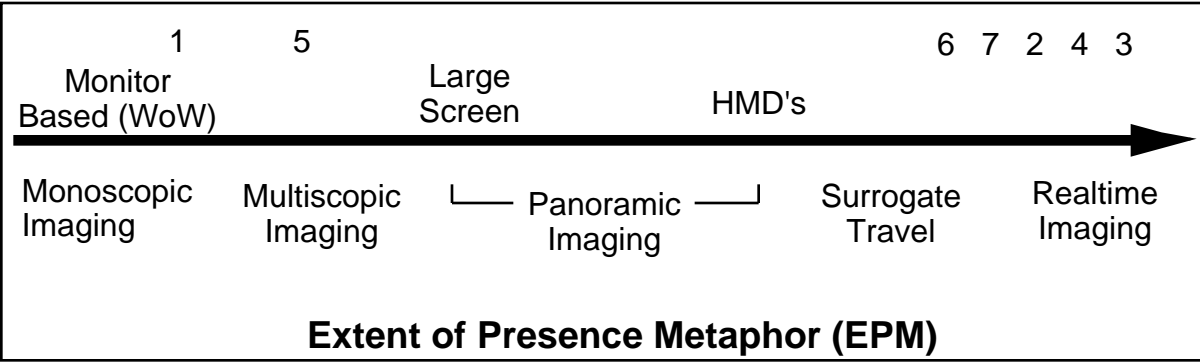 1 5 6 7 2 4 3
Monitor
Based (WoW)
Large
Screen
HMD's
Monoscopic
Imaging
Multiscopic
Imaging
Panoramic
Imaging
Surrogate
Travel
Realtime
Imaging
Extent of Presence Metaphor (EPM)